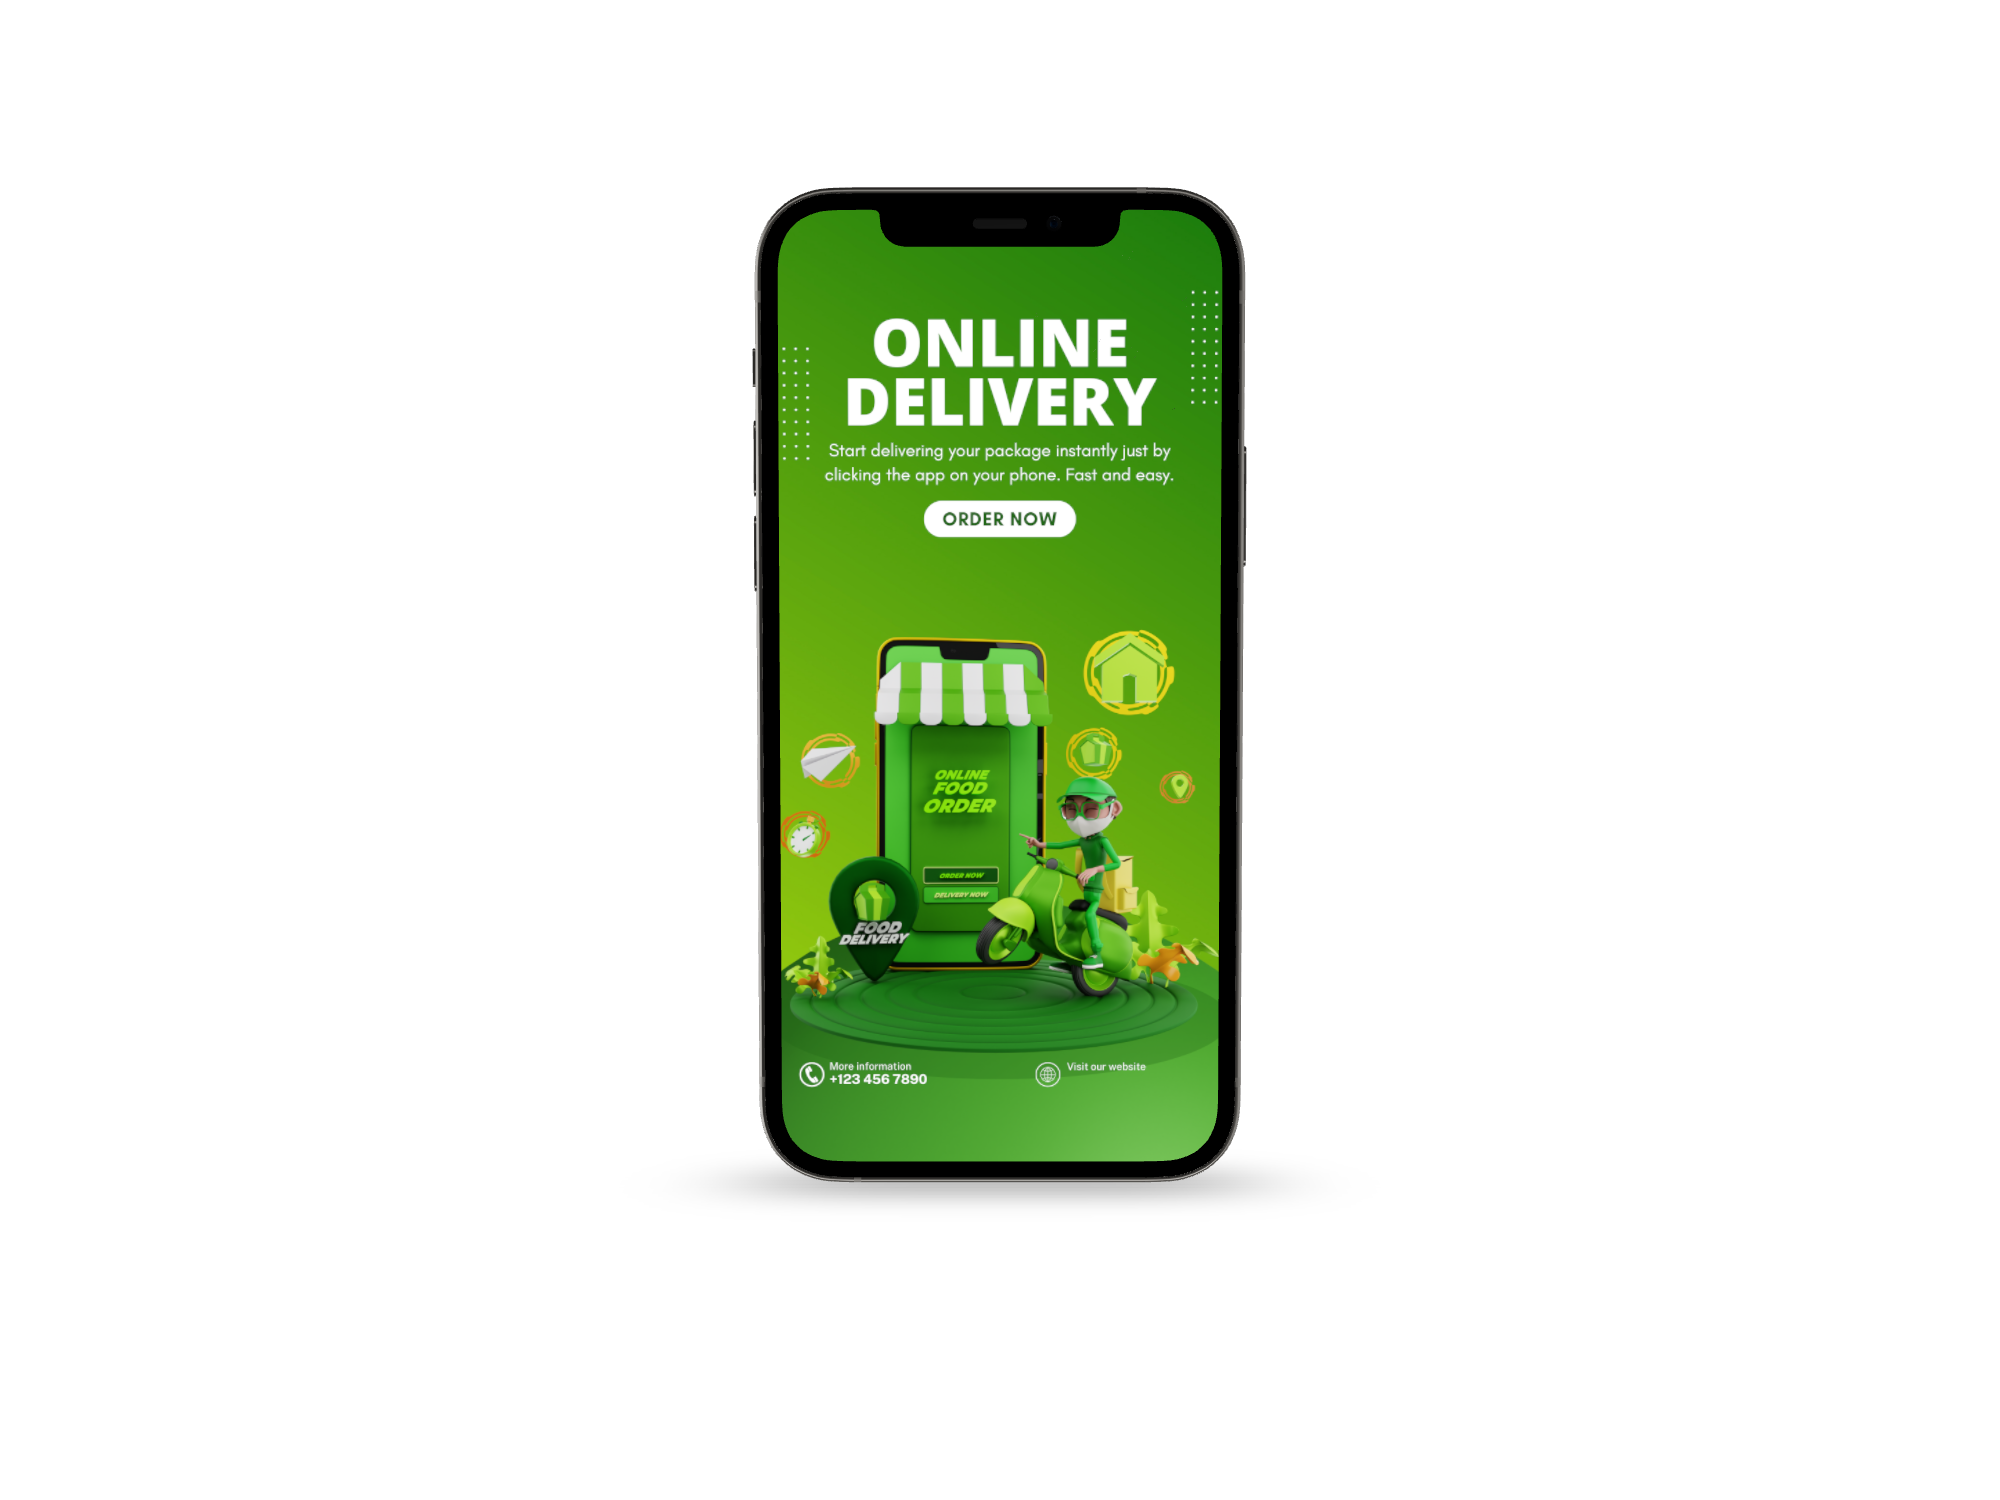 ONLINE
DELIVERY
Start delivering your package instantly just by
clicking the app on your phone. Fast and easy.
ORDER NOW
ONLINE
FOOD
ORDER
ORDER NOW
DELIVERY NOW
FOOD
DELIVERY
More information
+123 456 7890
Visit our website